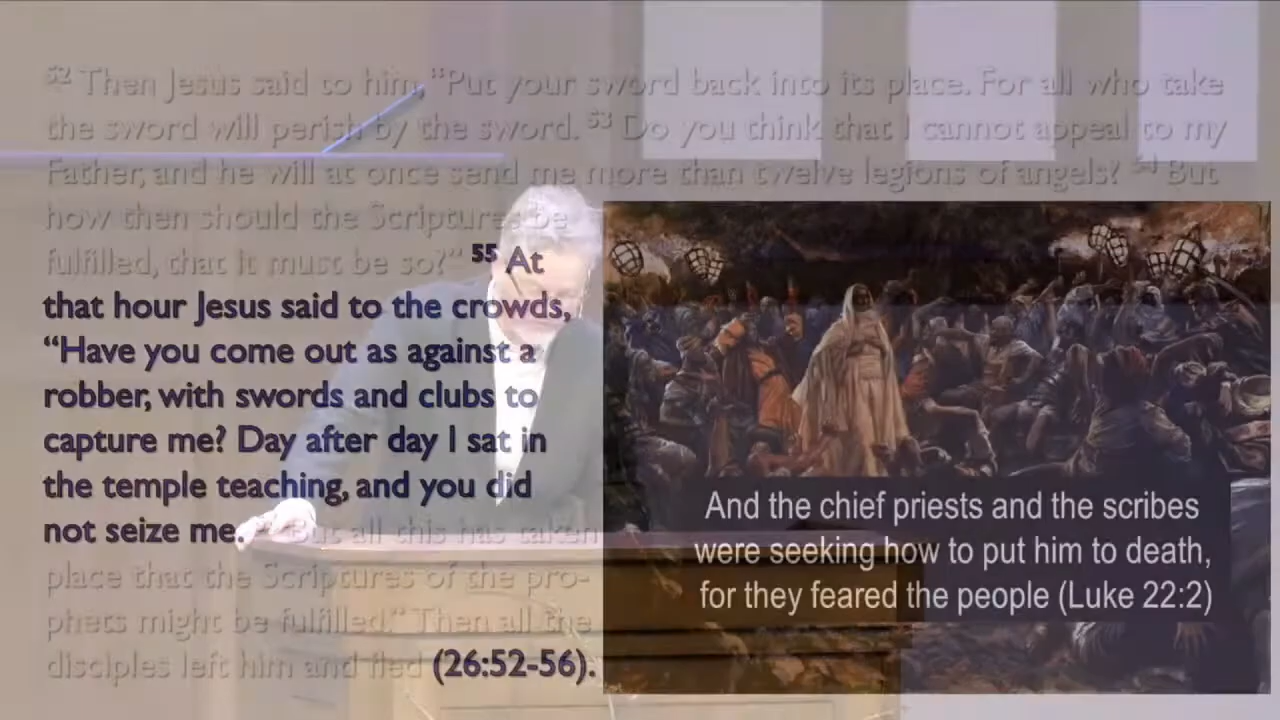 52 Then Jesus said to him, “Put your sword back into its place. For all who take
the sword will perish by the sword. 53 Do you think that I cannot appeal to my
Father, and he will at once send me more than twelve legions of angels? 54 But
how then should the Scriptures be
fulfilled, that it must be so?” 55 At
that hour Jesus said to the crowds,
“Have you come out as against a
robber, with swords and clubs to
capture me? Day after day I sat in
the temple teaching, and you did
not seize me. But all this has taken
place that the Scriptures of the pro-
phets might be fulfilled.” Then all the
disciples left him and fled (26:52-56).
And the chief priests and the scribes
were seeking how to put him to death,
for they feared the people (Luke 22:2)